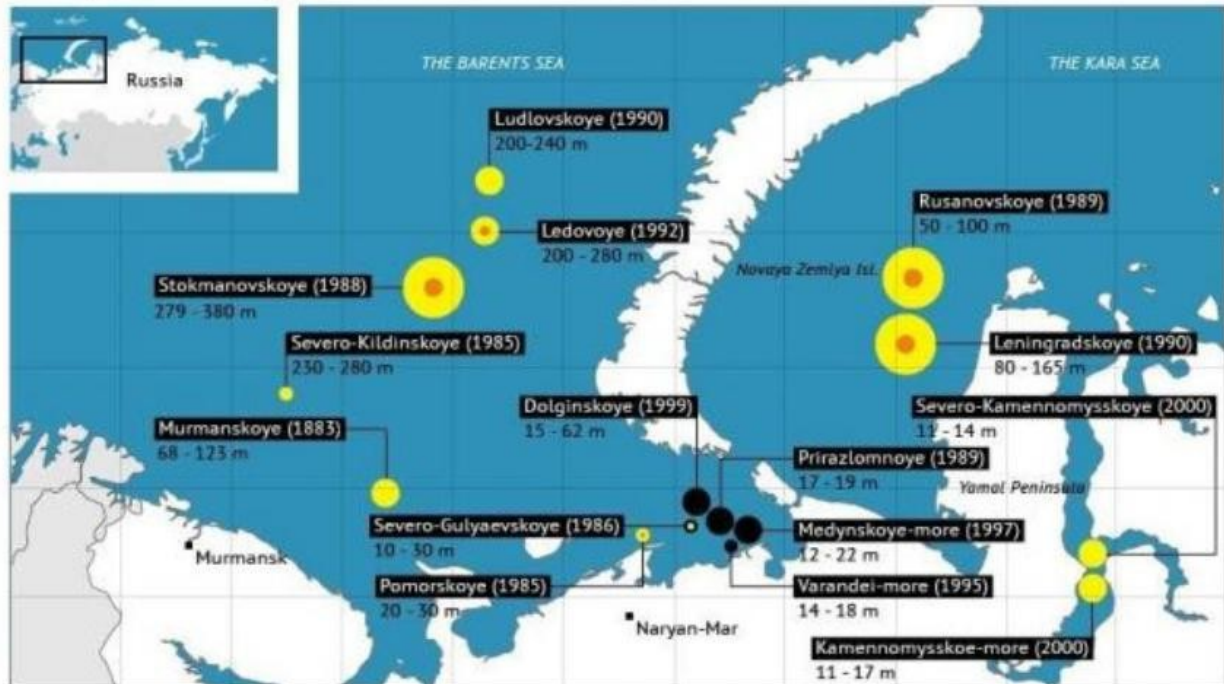 Russia
THE BARENTS SEA
THE KARA SEA
Ludlovskoye (1990)
200-240 m
Ledovoye (1992)
200 - 280 m
Rusanovskoye (1989)
50 - 100 m
Novaya Zemlya Isl.
Stokmanovskoye (1988)
279 - 380 m
Severo-Kildinskoye (1985)
230 - 280 m
Leningradskoye (1990)
80 - 165 m
Dolginskoye (1999)
15 - 62 m
Severo-Kamennomysskoye (2000)
11 - 14 m
Murmanskoye (1883)
68 - 123 m
Prirazlomnoye (1989)
17 - 19 m
Yamal Peninsula
Severo-Gulyaevskoye (1986)
10 - 30 m
Medynskoye-more (1997)
12 - 22 m
Murmansk
Pomorskoye (1985)
20 - 30 m
Varandei-more (1995)
14 - 18 m
Naryan-Mar
Kamennomysskoe-more (2000)
11 - 17 m